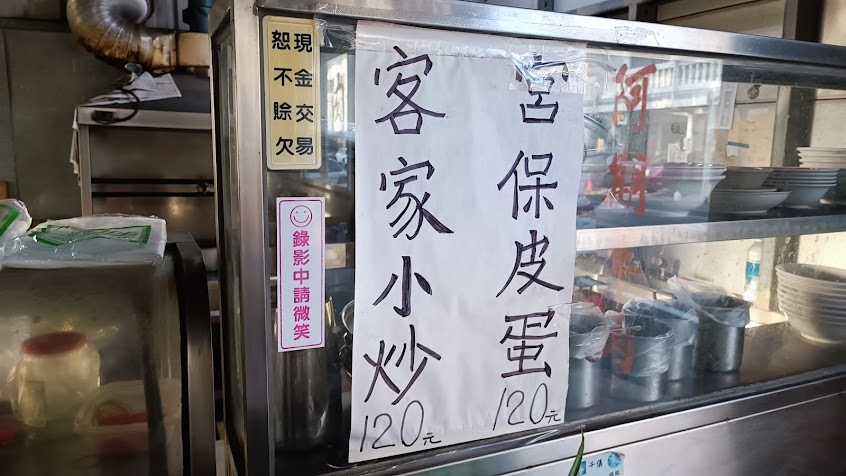 現金交易
恕不賒欠
錄影中請微笑
宮保皮蛋
120元
客家小炒
120元